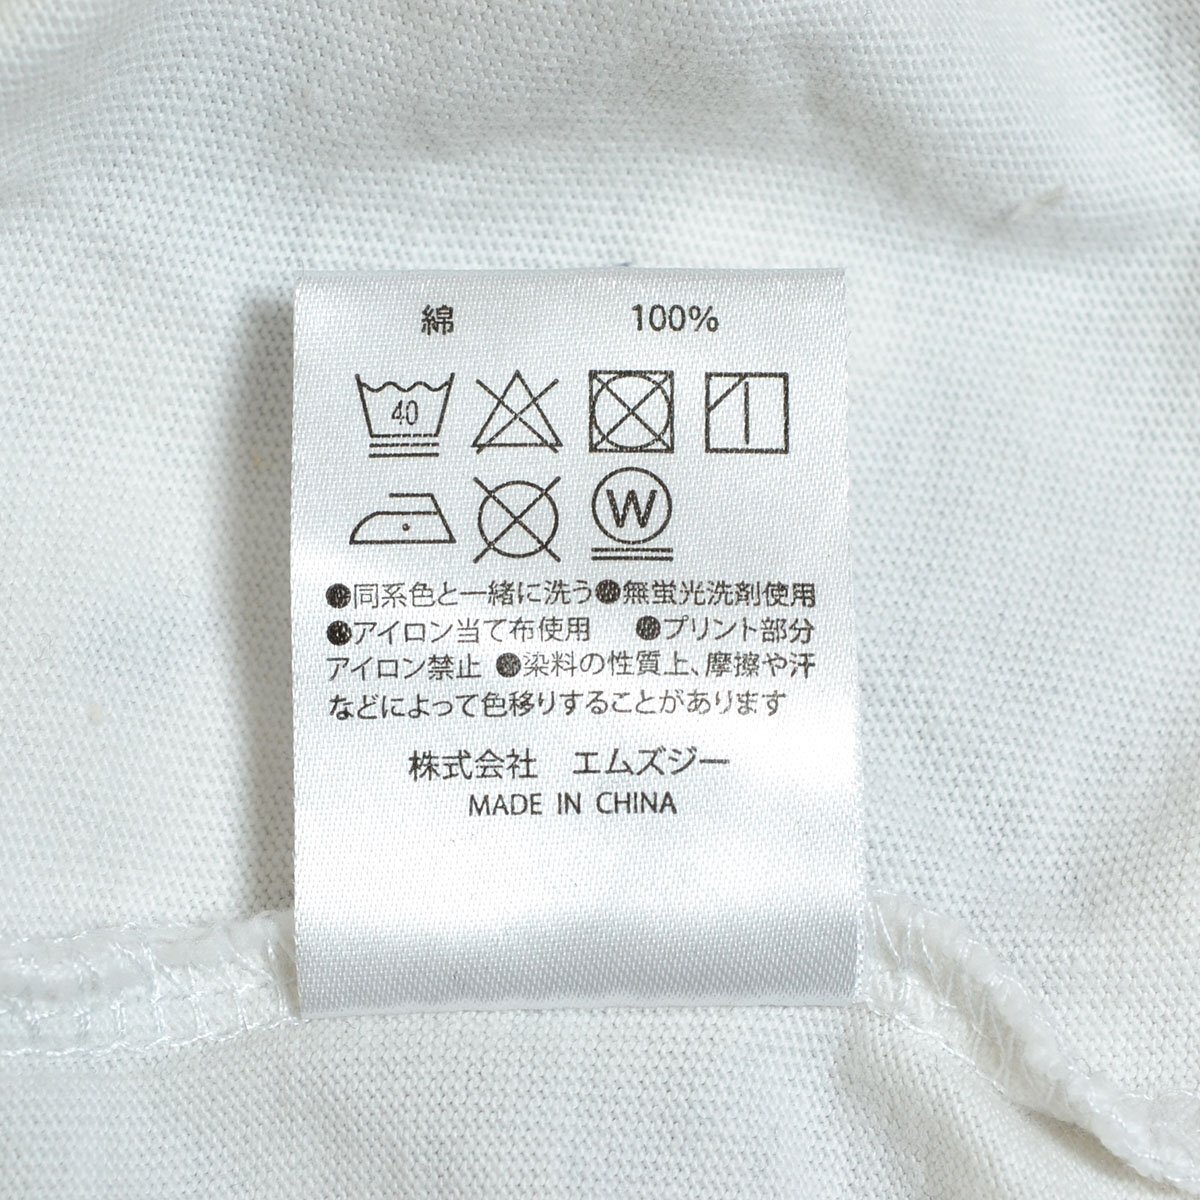 綿 100%
40
W
●同系色と一緒に洗う●無蛍光洗剤使用
●アイロン当て布使用 ●プリント部分
アイロン禁止 ●染料の性質上、摩擦や汗
などによって色移りすることがあります
株式会社 エムズジー
MADE IN CHINA